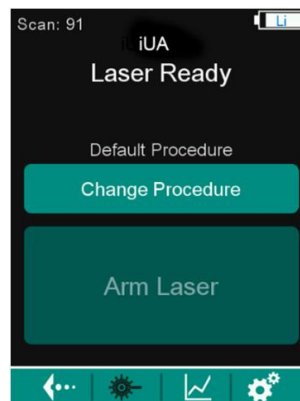 Scan: 91
Li
iUA
Laser Ready
Default Procedure
Change Procedure
Arm Laser